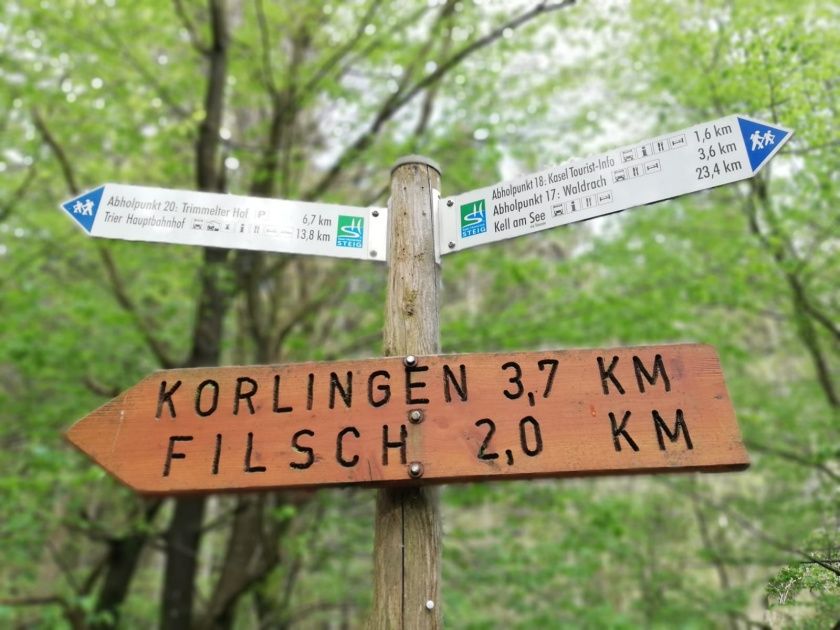 Abholpunkt 20: Trimmelter Hof P 6,7 km
Trier Hauptbahnhof 13,8 km
STEIG
Abholpunkt 18: Kasel Tourist-Info 1,6 km
Abholpunkt 17: Waldrach 3,6 km
Kell am See 23,4 km
STEIG
KORLINGEN 3,7 KM
FILSCH 2,0 KM